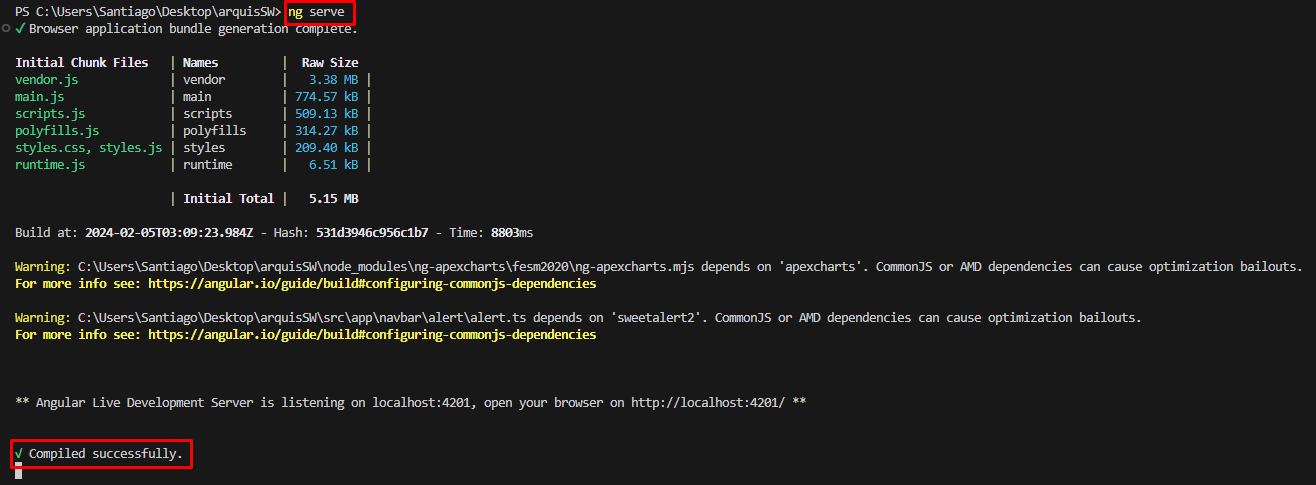 PS C:\Users\Santiago\Desktop\arquisSW> ng serve
✓ Browser application bundle generation complete.
Initial Chunk Files | Names | Raw Size
vendor.js | vendor | 3.38 MB |
main.js | main | 774.57 kB |
scripts.js | scripts | 509.13 kB |
polyfills.js | polyfills | 314.27 kB |
styles.css, styles.js | styles | 209.40 kB |
runtime.js | runtime | 6.51 kB |
| Initial Total | 5.15 MB
Build at: 2024-02-05T03:09:23.984Z - Hash: 531d3946c956c1b7 - Time: 8803ms
Warning: C:\Users\Santiago\Desktop\arquisSW\node_modules\ng-apexcharts\fesm2020\ng-apexcharts.mjs depends on 'apexcharts'. CommonJS or AMD dependencies can cause optimization bailouts.
For more info see: https://angular.io/guide/build#configuring-commonjs-dependencies
Warning: C:\Users\Santiago\Desktop\arquisSW\src\app\navbar\alert\alert.ts depends on 'sweetalert2'. CommonJS or AMD dependencies can cause optimization bailouts.
For more info see: https://angular.io/guide/build#configuring-commonjs-dependencies
** Angular Live Development Server is listening on localhost:4201, open your browser on http://localhost:4201/ **
√ Compiled successfully.